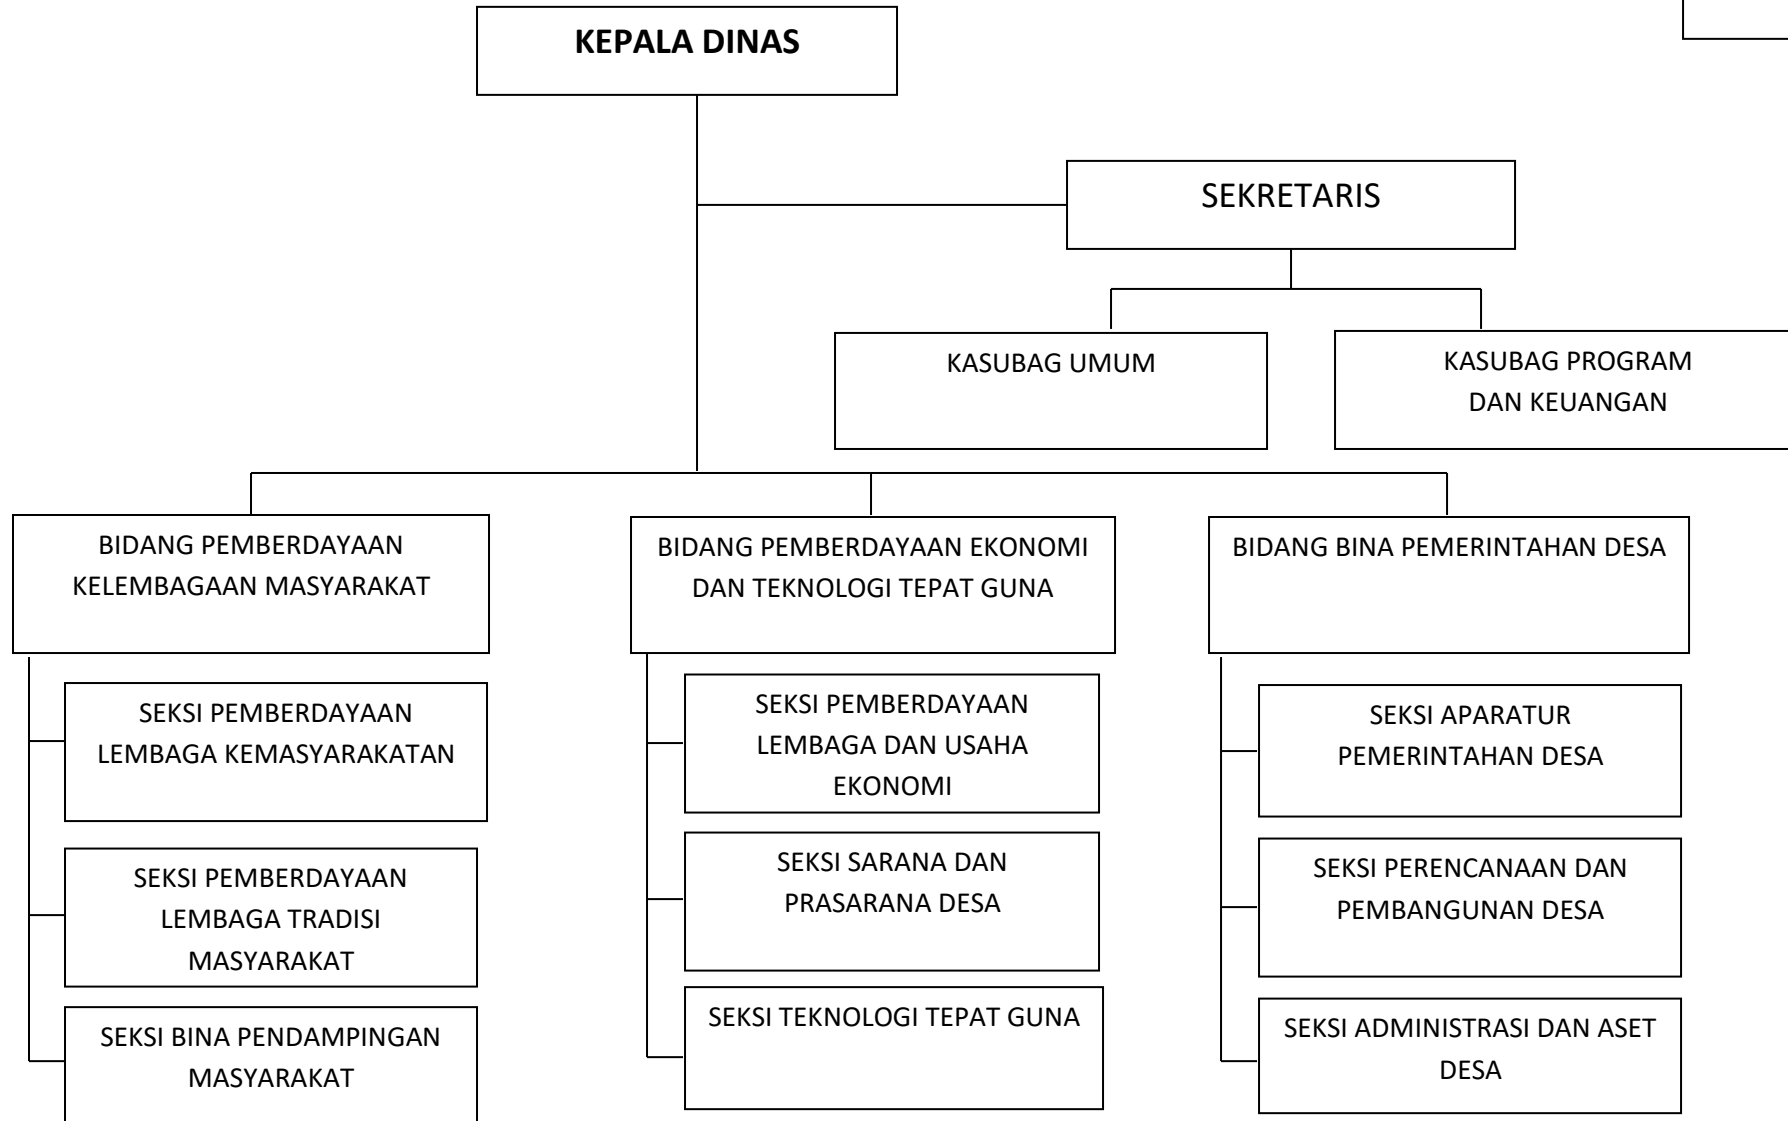 KEPALA DINAS
SEKRETARIS
KASUBAG UMUM
KASUBAG PROGRAM
DAN KEUANGAN
BIDANG PEMBERDAYAAN
KELEMBAGAAN MASYARAKAT
SEKSI PEMBERDAYAAN
LEMBAGA KEMASYARAKATAN
SEKSI PEMBERDAYAAN
LEMBAGA TRADISI
MASYARAKAT
SEKSI BINA PENDAMPINGAN
MASYARAKAT
BIDANG PEMBERDAYAAN EKONOMI
DAN TEKNOLOGI TEPAT GUNA
SEKSI PEMBERDAYAAN
LEMBAGA DAN USAHA
EKONOMI
SEKSI SARANA DAN
PRASARANA DESA
SEKSI TEKNOLOGI TEPAT GUNA
BIDANG BINA PEMERINTAHAN DESA
SEKSI APARATUR
PEMERINTAHAN DESA
SEKSI PERENCANAAN DAN
PEMBANGUNAN DESA
SEKSI ADMINISTRASI DAN ASET
DESA